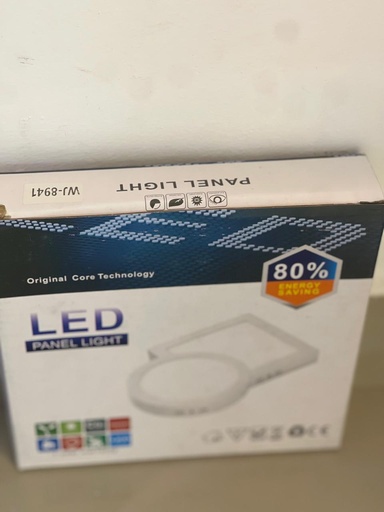 PANEL LIGHT
WJ-8941
80%
ENERGY
SAVING
Original Core Technology
LED
PANEL LIGHT